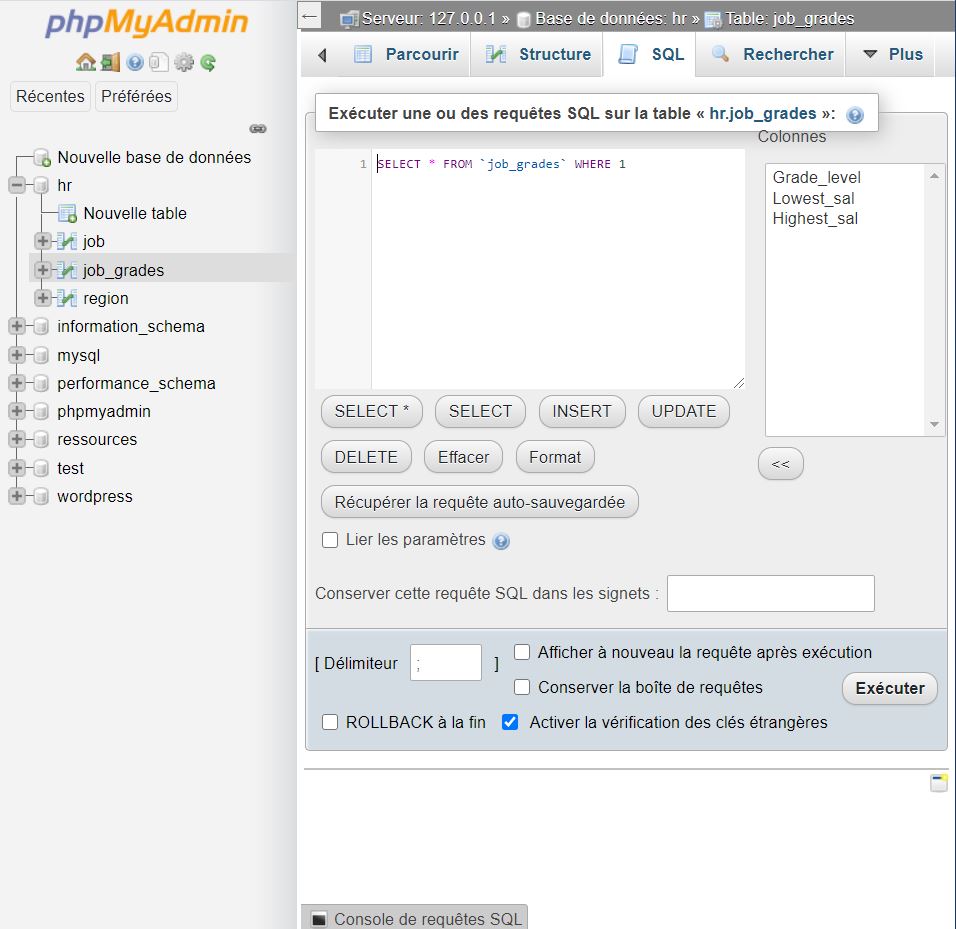 phpMyAdmin
Récentes Préférées
Nouvelle base de données
hr
Nouvelle table
job
job_grades
region
information_schema
mysql
performance_schema
phpmyadmin
ressources
test
wordpress
Serveur: 127.0.0.1 » Base de données: hr » Table: job_grades
Parcourir Structure SQL Rechercher Plus
Exécuter une ou des requêtes SQL sur la table « hr.job_grades »:
Colonnes
1 SELECT * FROM `job_grades` WHERE 1
Grade_level
Lowest_sal
Highest_sal
SELECT * SELECT INSERT UPDATE
DELETE Effacer Format
<<
Récupérer la requête auto-sauvegardée
Lier les paramètres
Conserver cette requête SQL dans les signets :
[ Délimiteur ; ] Afficher à nouveau la requête après exécution
Conserver la boîte de requêtes
Exécuter
ROLLBACK à la fin Activer la vérification des clés étrangères
Console de requêtes SQL